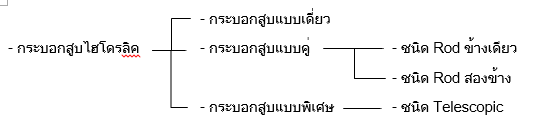 - กระบอกสูบแบบเดี่ยว
- กระบอกสูบไฮโดรลิค
- กระบอกสูบแบบคู่
- ชนิด Rod ข้างเดียว
- ชนิด Rod สองข้าง
- กระบอกสูบแบบพิเศษ
- ชนิด Telescopic